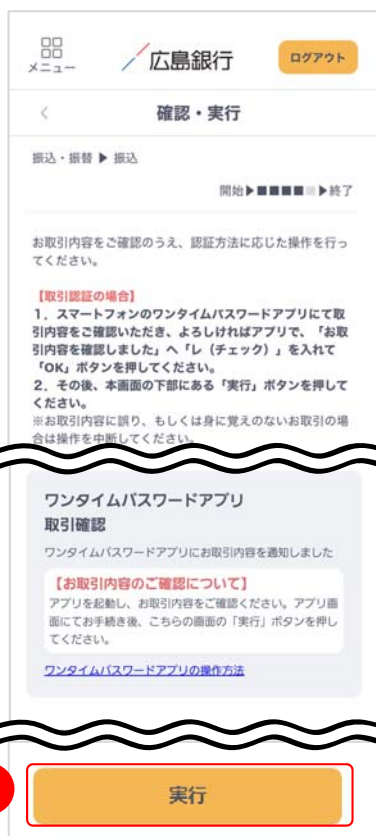 広島銀行
ログアウト
メニュー
確認・実行
振込・振替 ▶ 振込
開始▶■■■■■▶終了
お取引内容をご確認のうえ、認証方法に応じた操作を行っ
てください。
【取引認証の場合】
1．スマートフォンのワンタイムパスワードアプリにて取
引内容をご確認いただき、よろしければアプリで、「お取
引内容を確認しました」へ「レ（チェック）」を入れて
「OK」ボタンを押してください。
2．その後、本画面の下部にある「実行」ボタンを押して
ください。
※お取引内容に誤り、もしくは身に覚えのないお取引の場
合は操作を中断してください。
ワンタイムパスワードアプリ
取引確認
ワンタイムパスワードアプリにお取引内容を通知しました
【お取引内容のご確認について】
アプリを起動し、お取引内容をご確認ください。アプリ画
面にてお手続き後、こちらの画面の「実行」ボタンを押し
てください。
ワンタイムパスワードアプリの操作方法
実行